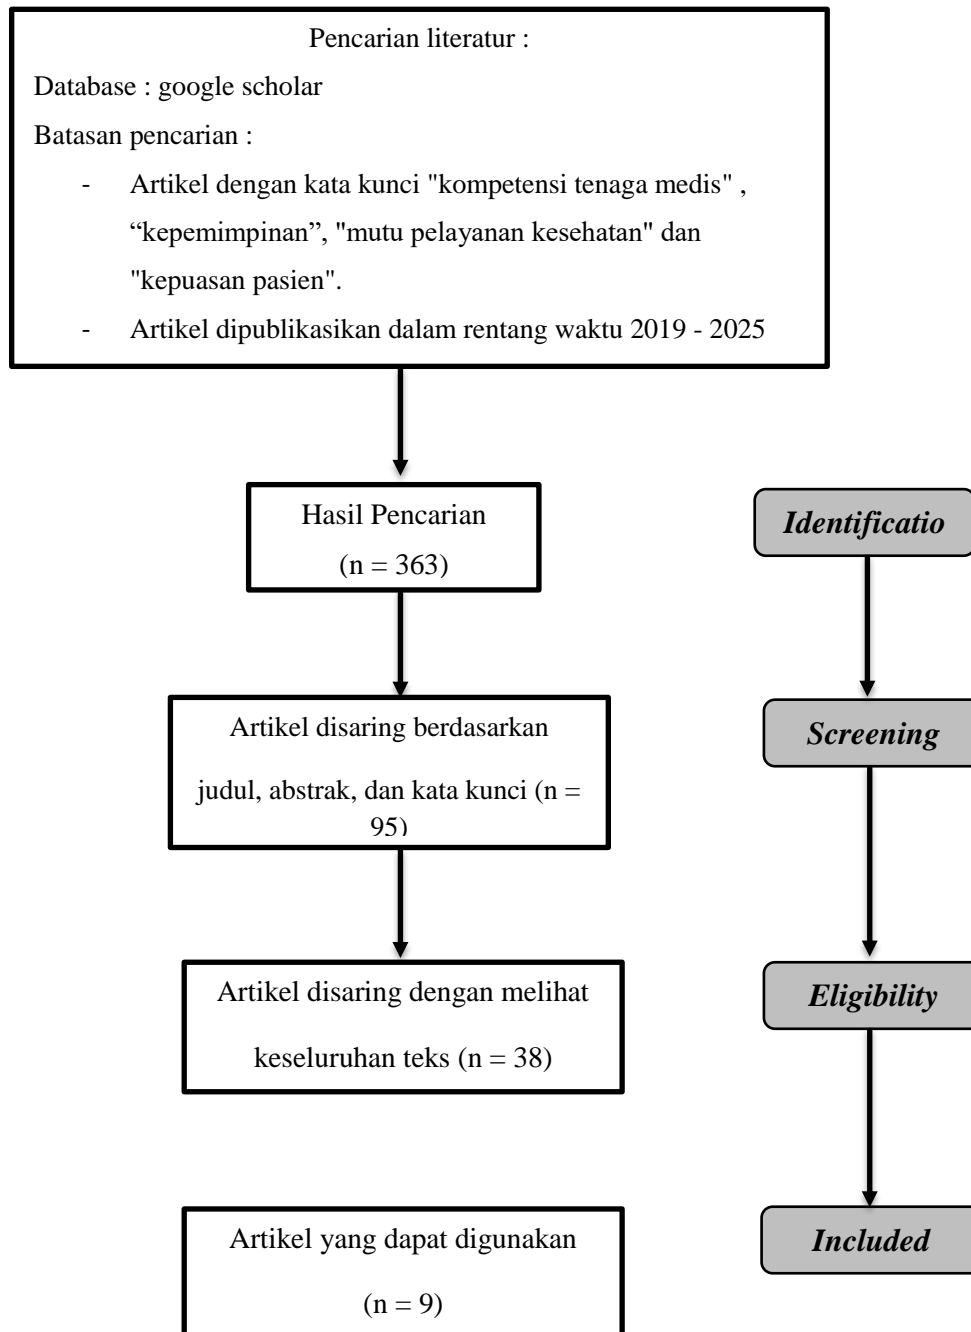 Pencarian literatur :
Database : google scholar
Batasan pencarian :
- Artikel dengan kata kunci "kompetensi tenaga medis" ,
“kepemimpinan”, "mutu pelayanan kesehatan" dan
"kepuasan pasien".
- Artikel dipublikasikan dalam rentang waktu 2019 - 2025
Hasil Pencarian
(n = 363)
Identificatio
Artikel disaring berdasarkan
judul, abstrak, dan kata kunci (n =
95)
Screening
Artikel disaring dengan melihat
keseluruhan teks (n = 38)
Eligibility
Artikel yang dapat digunakan
(n = 9)
Included